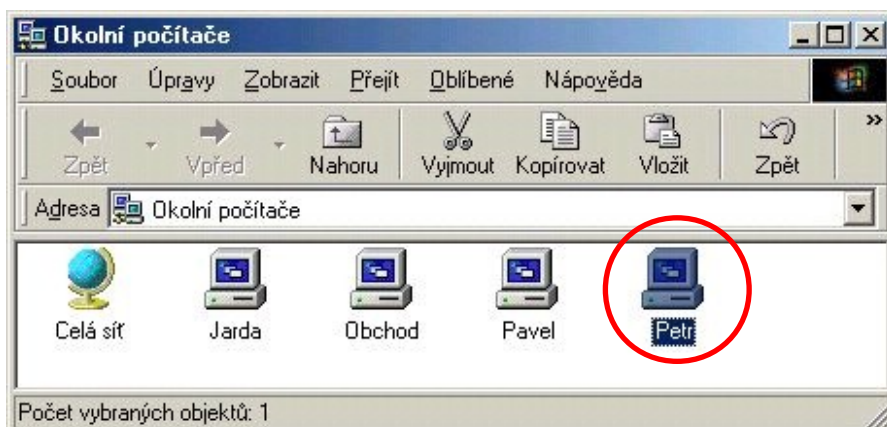 Okolní počítače
Soubor Úpravy Zobrazit Přejít Oblíbené Nápověda
Zpět Vpřed Nahoru Vyjmout Kopírovat Vložit Zpět »
Adresa Okolní počítače
Celá síť Jarda Obchod Pavel Petr
Počet vybraných objektů: 1